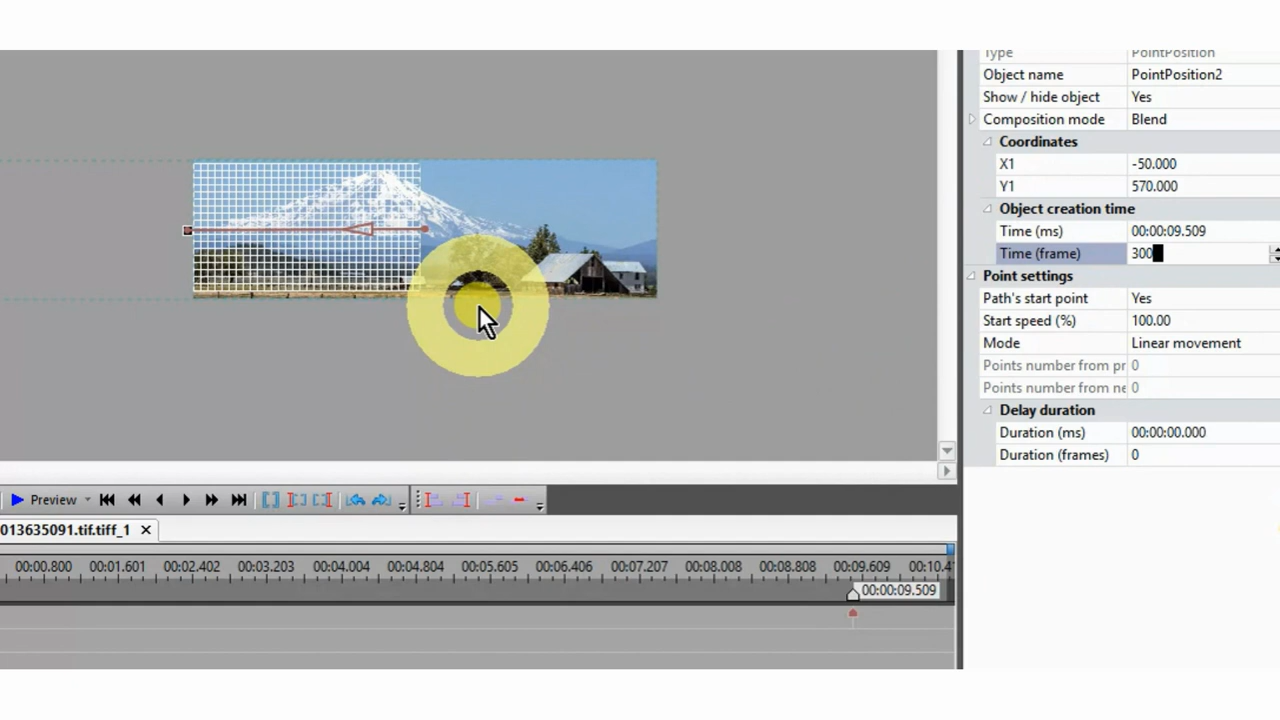 Type PointPosition
Object name PointPosition2
Show / hide object Yes
Composition mode Blend
Coordinates
X1 -50.000
Y1 570.000
Object creation time
Time (ms) 00:00:09.509
Time (frame) 300
Point settings
Path's start point Yes
Start speed (%) 100.00
Mode Linear movement
Points number from pr 0
Points number from ne 0
Delay duration
Duration (ms) 00:00:00.000
Duration (frames) 0
Preview
013635091.tif.tiff_1
00:00.800 00:01.601 00:02.402 00:03.203 00:04.004 00:04.804 00:05.605 00:06.406 00:07.207 00:08.008 00:08.808 00:09.609 00:10.4
00:00:09.509